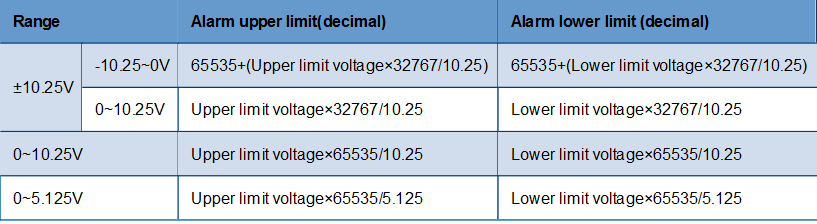 Range Alarm upper limit(decimal) Alarm lower limit (decimal)
±10.25V -10.25~0V 65535+(Upper limit voltage×32767/10.25) 65535+(Lower limit voltage×32767/10.25)
0~10.25V Upper limit voltage×32767/10.25 Lower limit voltage×32767/10.25
0~10.25V Upper limit voltage×65535/10.25 Lower limit voltage×65535/10.25
0~5.125V Upper limit voltage×65535/5.125 Lower limit voltage×65535/5.125